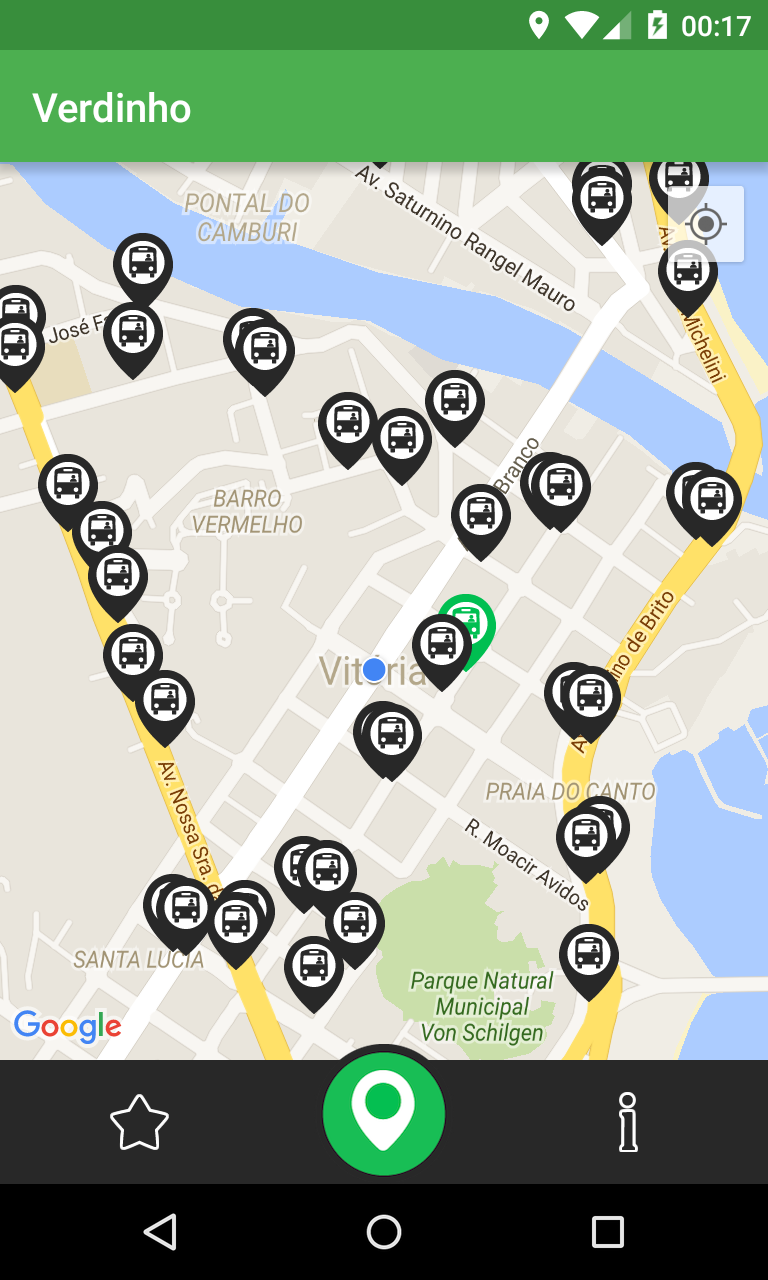 00:17
Verdinho
PONTAL DO
CAMBURI
Av. Saturnino Rangel Mauro
Av.
Michelini
José F
Branco
BARRO
VERMELHO
ino de Brito
A
Vitória
PRAIA DO CANTO
R. Moacir Avidos
Av. Nossa Sra. d
SANTA LUCIA
Parque Natural
Municipal
Von Schilgen
Google